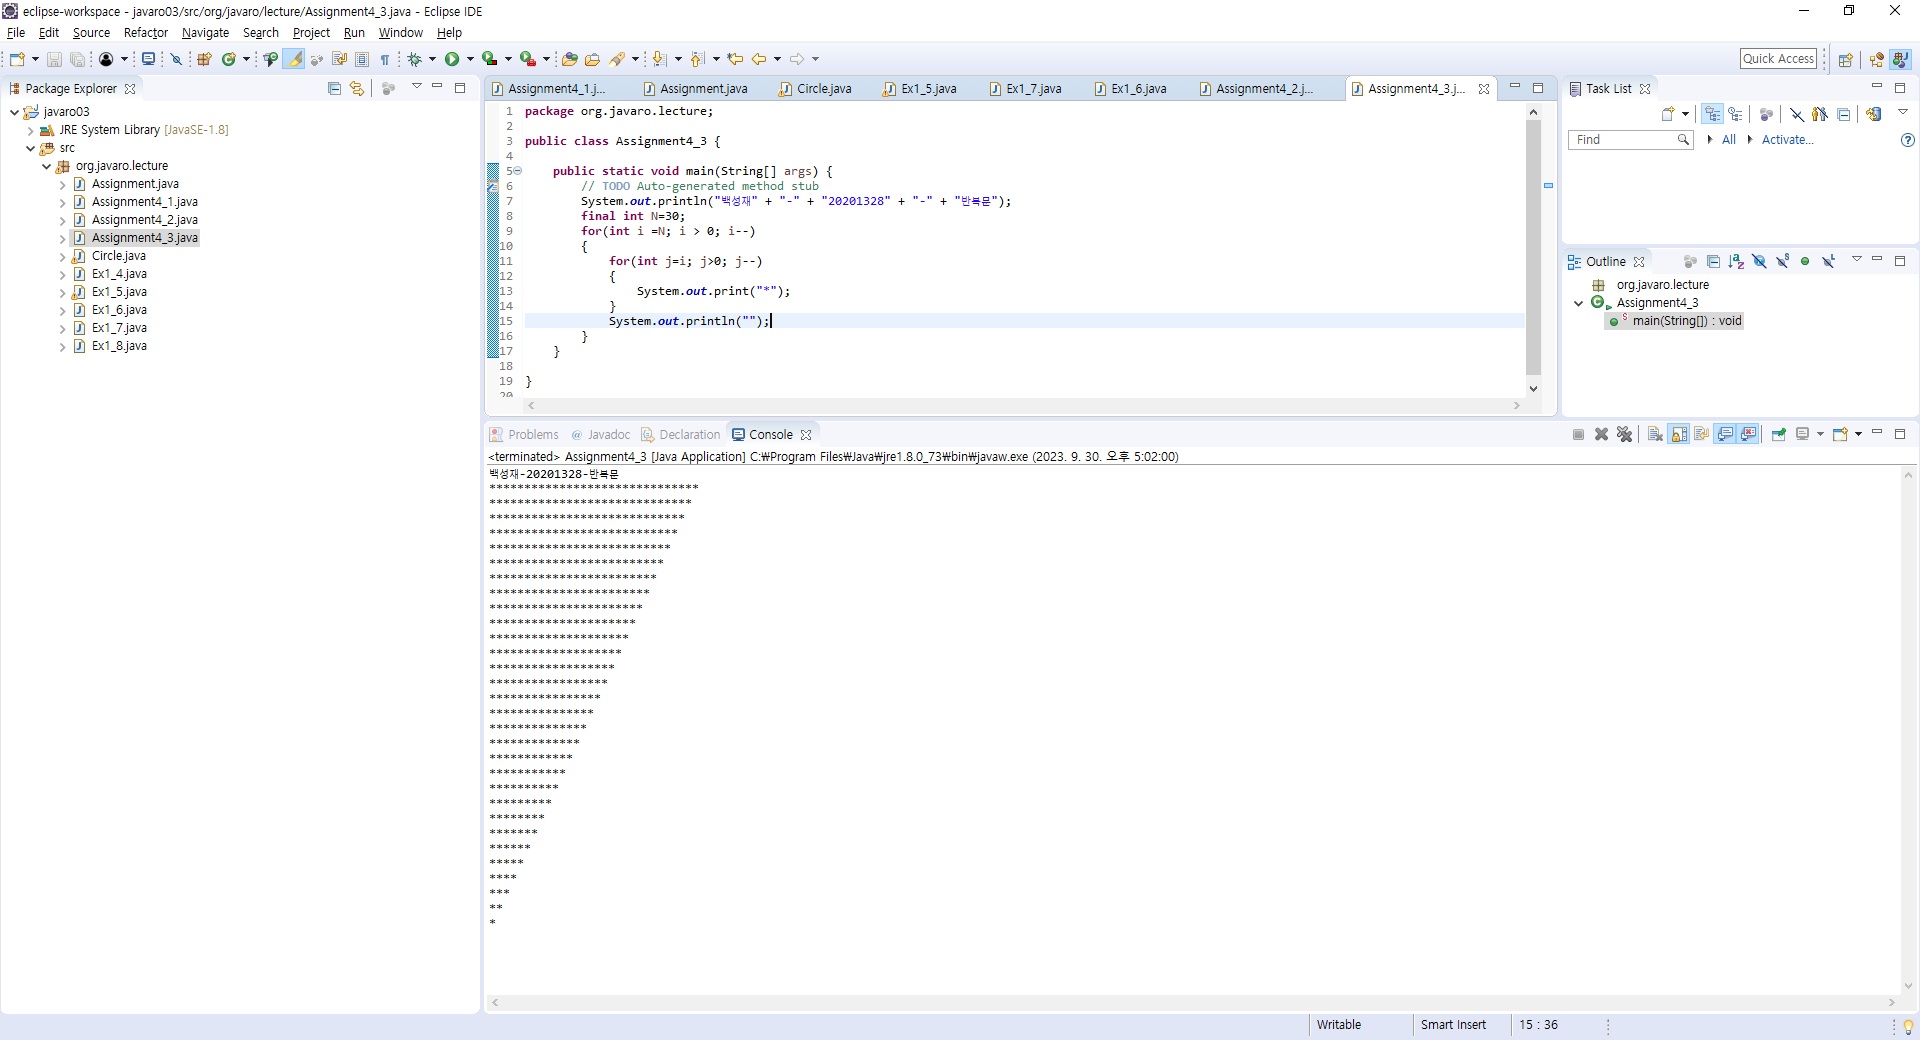 eclipse-workspace - javaro03/src/org/javaro/lecture/Assignment4_3.java - Eclipse IDE
File Edit Source Refactor Navigate Search Project Run Window Help
Quick Access
Package Explorer
javaro03
JRE System Library [JavaSE-1.8]
src
org.javaro.lecture
Assignment.java
Assignment4_1.java
Assignment4_2.java
Assignment4_3.java
Circle.java
Ex1_4.java
Ex1_5.java
Ex1_6.java
Ex1_7.java
Ex1_8.java
Assignment4_1.j... Assignment.java Circle.java Ex1_5.java Ex1_7.java Ex1_6.java Assignment4_2.j... Assignment4_3.j...
1 package org.javaro.lecture;
2
3 public class Assignment4_3 {
4
5 public static void main(String[] args) {
6 // TODO Auto-generated method stub
7 System.out.println("백성재" + "-" + "20201328" + "-" + "반복문");
8 final int N=30;
9 for(int i =N; i > 0; i--)
10 {
11 for(int j=i; j>0; j--)
12 {
13 System.out.print("*");
14 }
15 System.out.println("");
16 }
17 }
18
19 }
20
Task List
Find All Activate...
Outline
org.javaro.lecture
Assignment4_3
main(String[]) : void
Problems Javadoc Declaration Console
<terminated> Assignment4_3 [Java Application] C:₩Program Files₩Java₩jre1.8.0_73₩bin₩javaw.exe (2023. 9. 30. 오후 5:02:00)
백성재-20201328-반복문
******************************
*****************************
****************************
***************************
**************************
*************************
************************
***********************
**********************
*********************
********************
*******************
******************
*****************
****************
***************
**************
*************
************
***********
**********
*********
********
*******
******
*****
****
***
**
*
Writable Smart Insert 15 : 36